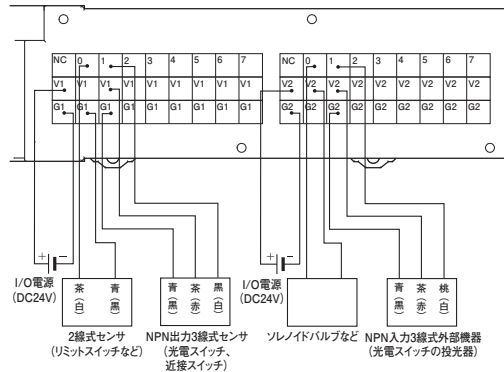 NC 0 1 2 3 4 5 6 7
V1 V1 V1 V1 V1 V1 V1 V1 V1
G1 G1 G1 G1 G1 G1 G1 G1 G1
NC 0 1 2 3 4 5 6 7
V2 V2 V2 V2 V2 V2 V2 V2 V2
G2 G2 G2 G2 G2 G2 G2 G2 G2
+ −
I/O電源
(DC24V)
茶(白)
青(黒)
2線式センサ
(リミットスイッチなど)
青(黒)
茶(赤)
黒(白)
NPN出力3線式センサ
(光電スイッチ、
近接スイッチ)
+ −
I/O電源
(DC24V)
ソレノイドバルブなど
青(黒)
茶(赤)
桃(白)
NPN入力3線式外部機器
(光電スイッチの投光器)